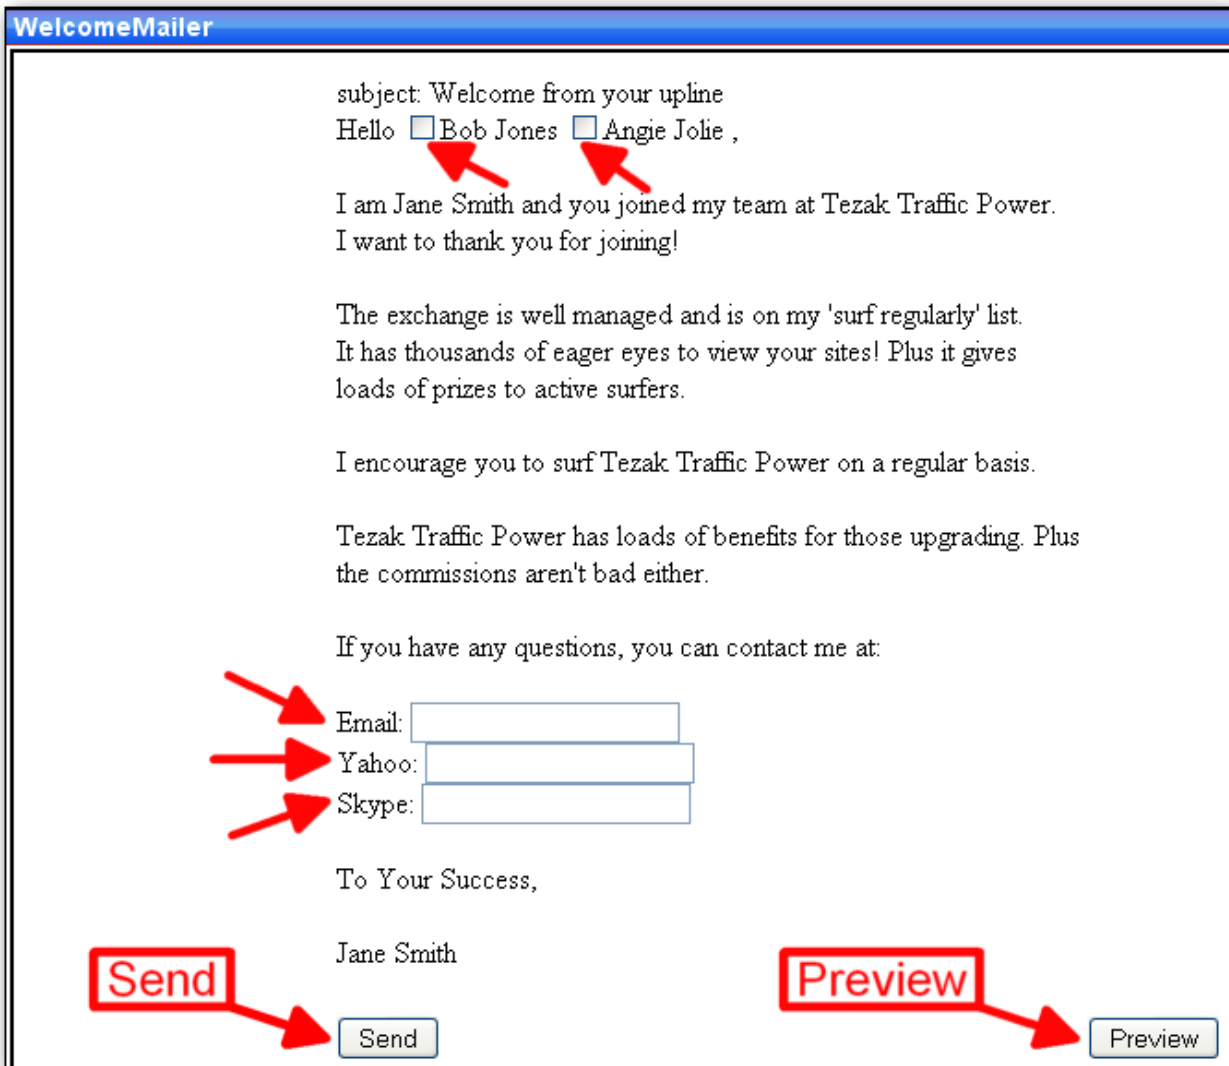 WelcomeMailer
subject: Welcome from your upline
Hello Bob Jones Angie Jolie ,
I am Jane Smith and you joined my team at Tezak Traffic Power.
I want to thank you for joining!
The exchange is well managed and is on my 'surf regularly' list.
It has thousands of eager eyes to view your sites! Plus it gives
loads of prizes to active surfers.
I encourage you to surf Tezak Traffic Power on a regular basis.
Tezak Traffic Power has loads of benefits for those upgrading. Plus
the commissions aren't bad either.
If you have any questions, you can contact me at:
Email:
Yahoo:
Skype:
To Your Success,
Jane Smith
Send Preview
Send Preview